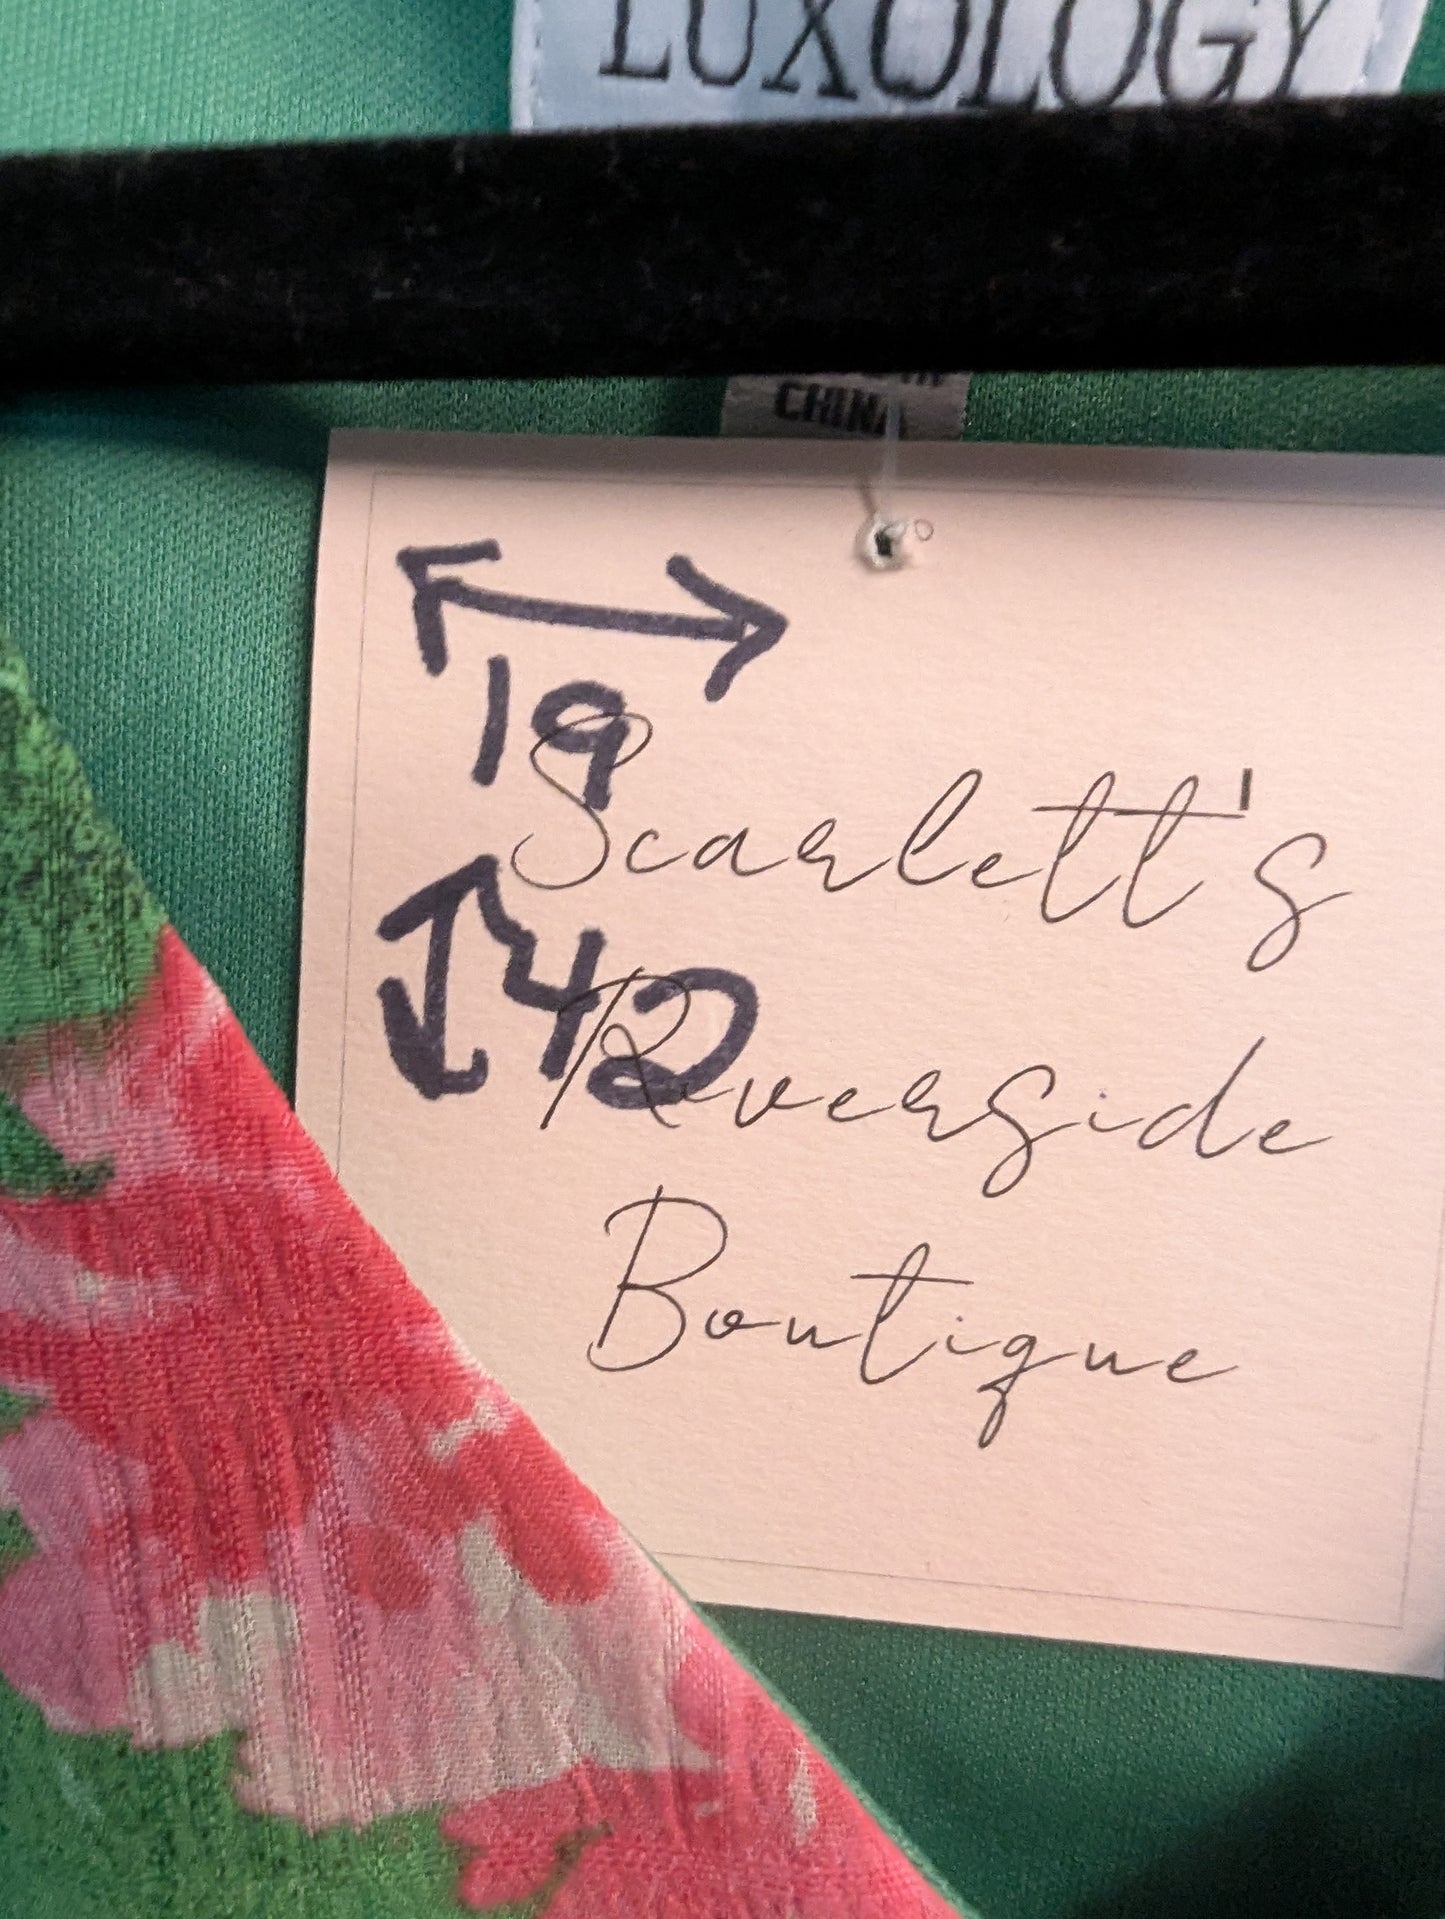 LUXOLOGY
CHINA
19
Scarlett's
42
Riverside
Boutique